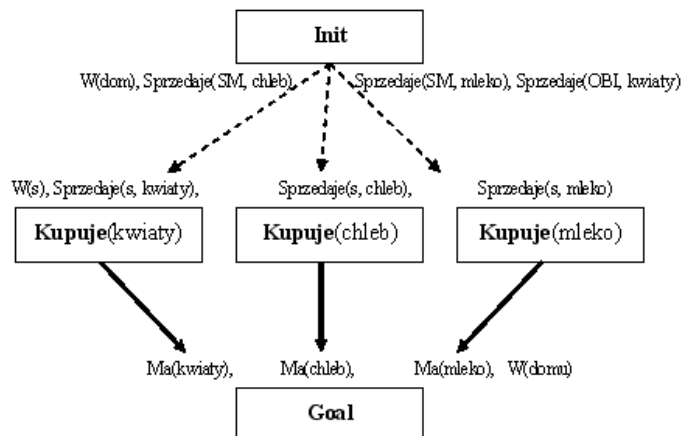 Init
W(dom), Sprzedaje(SM, chleb), Sprzedaje(SM, mleko), Sprzedaje(OBI, kwiaty)
W(s), Sprzedaje(s, kwiaty), Sprzedaje(s, chleb), Sprzedaje(s, mleko)
Kupuje(kwiaty) Kupuje(chleb) Kupuje(mleko)
Ma(kwiaty), Ma(chleb), Ma(mleko), W(domu)
Goal